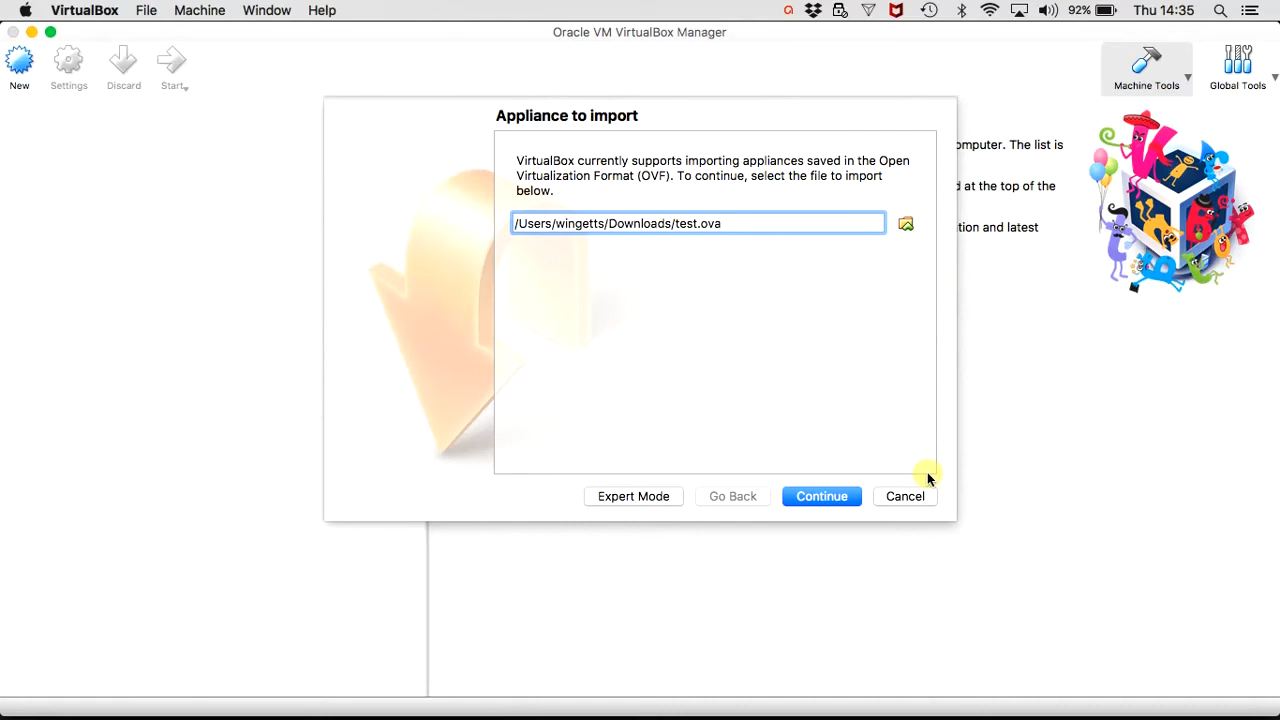 VirtualBox File Machine Window Help 92% Thu 14:35
Oracle VM VirtualBox Manager
New Settings Discard Start Machine Tools Global Tools
Appliance to import
VirtualBox currently supports importing appliances saved in the Open
Virtualization Format (OVF). To continue, select the file to import
below.
/Users/wingetts/Downloads/test.ova
omputer. The list is
d at the top of the
tion and latest
Expert Mode Go Back Continue Cancel